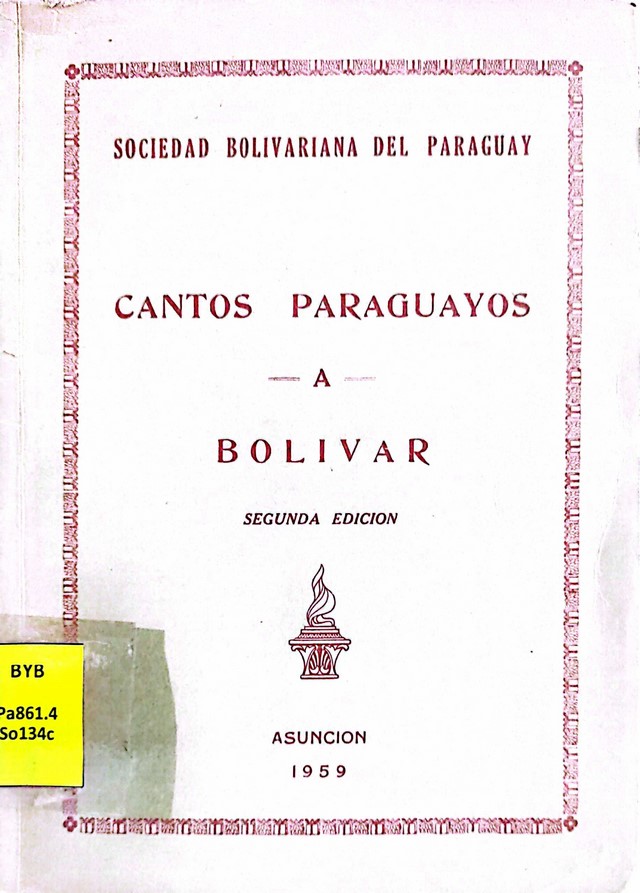 SOCIEDAD BOLIVARIANA DEL PARAGUAY
CANTOS PARAGUAYOS
A
BOLIVAR
SEGUNDA EDICION
ASUNCION
1959
BYB
Pa861.4
So134c